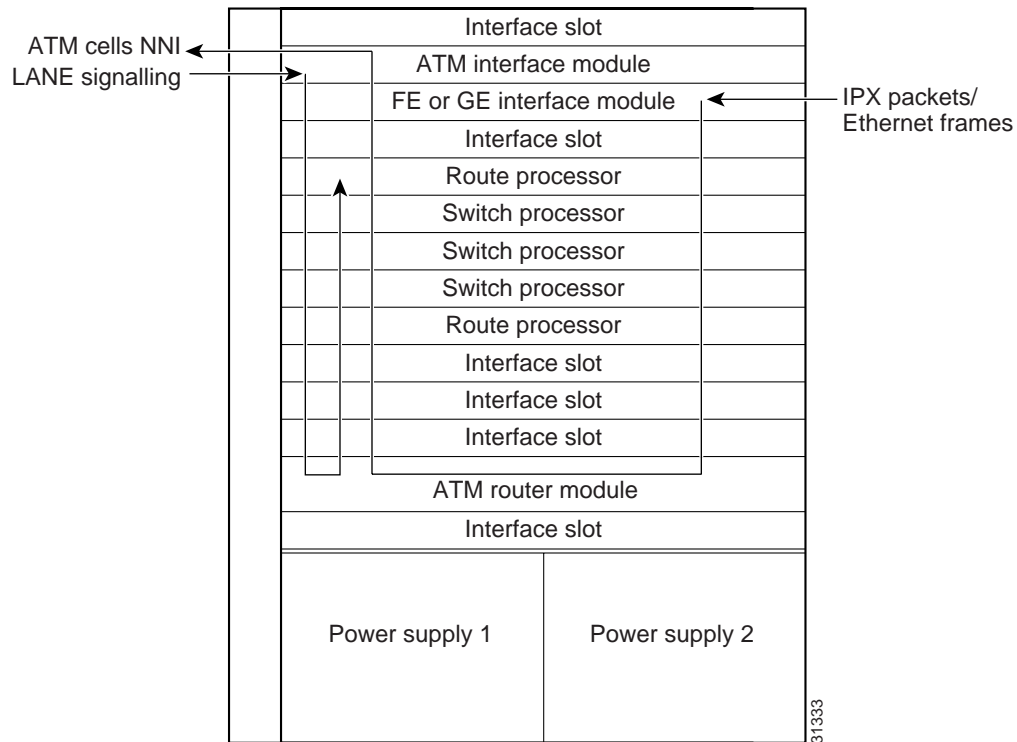 Interface slot
ATM cells NNI
LANE signalling
ATM interface module
FE or GE interface module
IPX packets/
Ethernet frames
Interface slot
Route processor
Switch processor
Switch processor
Switch processor
Route processor
Interface slot
Interface slot
Interface slot
ATM router module
Interface slot
Power supply 1
Power supply 2
31333